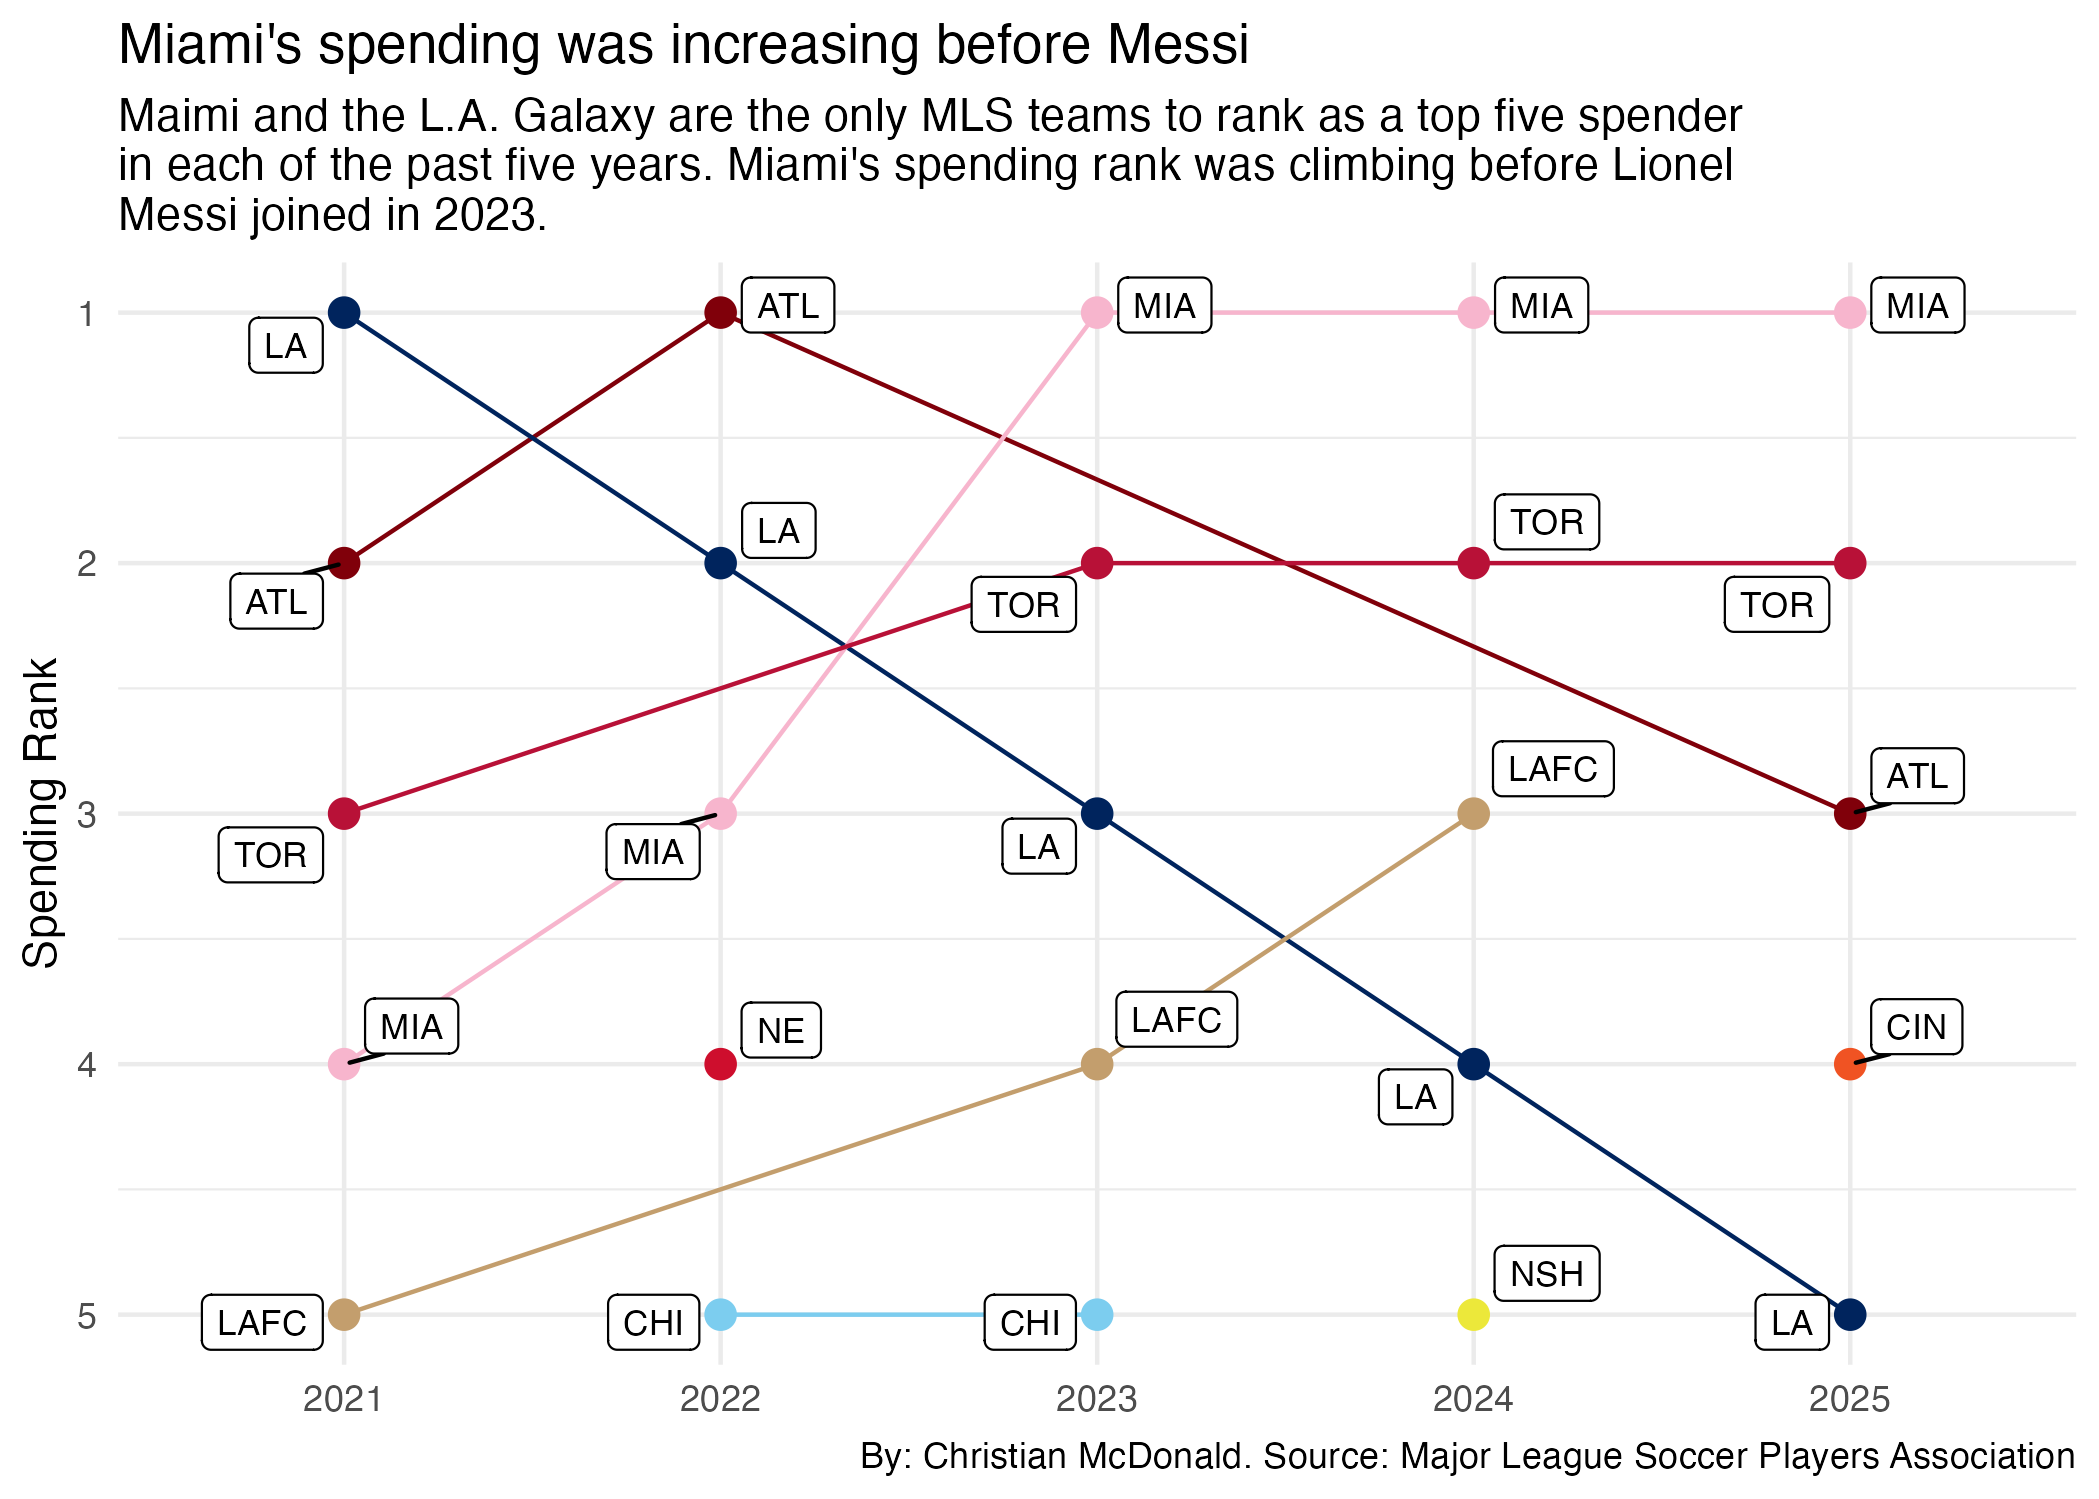 Miami's spending was increasing before Messi
Maimi and the L.A. Galaxy are the only MLS teams to rank as a top five spender
in each of the past five years. Miami's spending rank was climbing before Lionel
Messi joined in 2023.
Spending Rank
1
LA
ATL
MIA
MIA
MIA
2
ATL
LA
TOR
TOR
TOR
3
TOR
MIA
LA
LAFC
ATL
4
MIA
NE
LAFC
LA
CIN
5
LAFC
CHI
CHI
NSH
LA
2021
2022
2023
2024
2025
By: Christian McDonald. Source: Major League Soccer Players Association